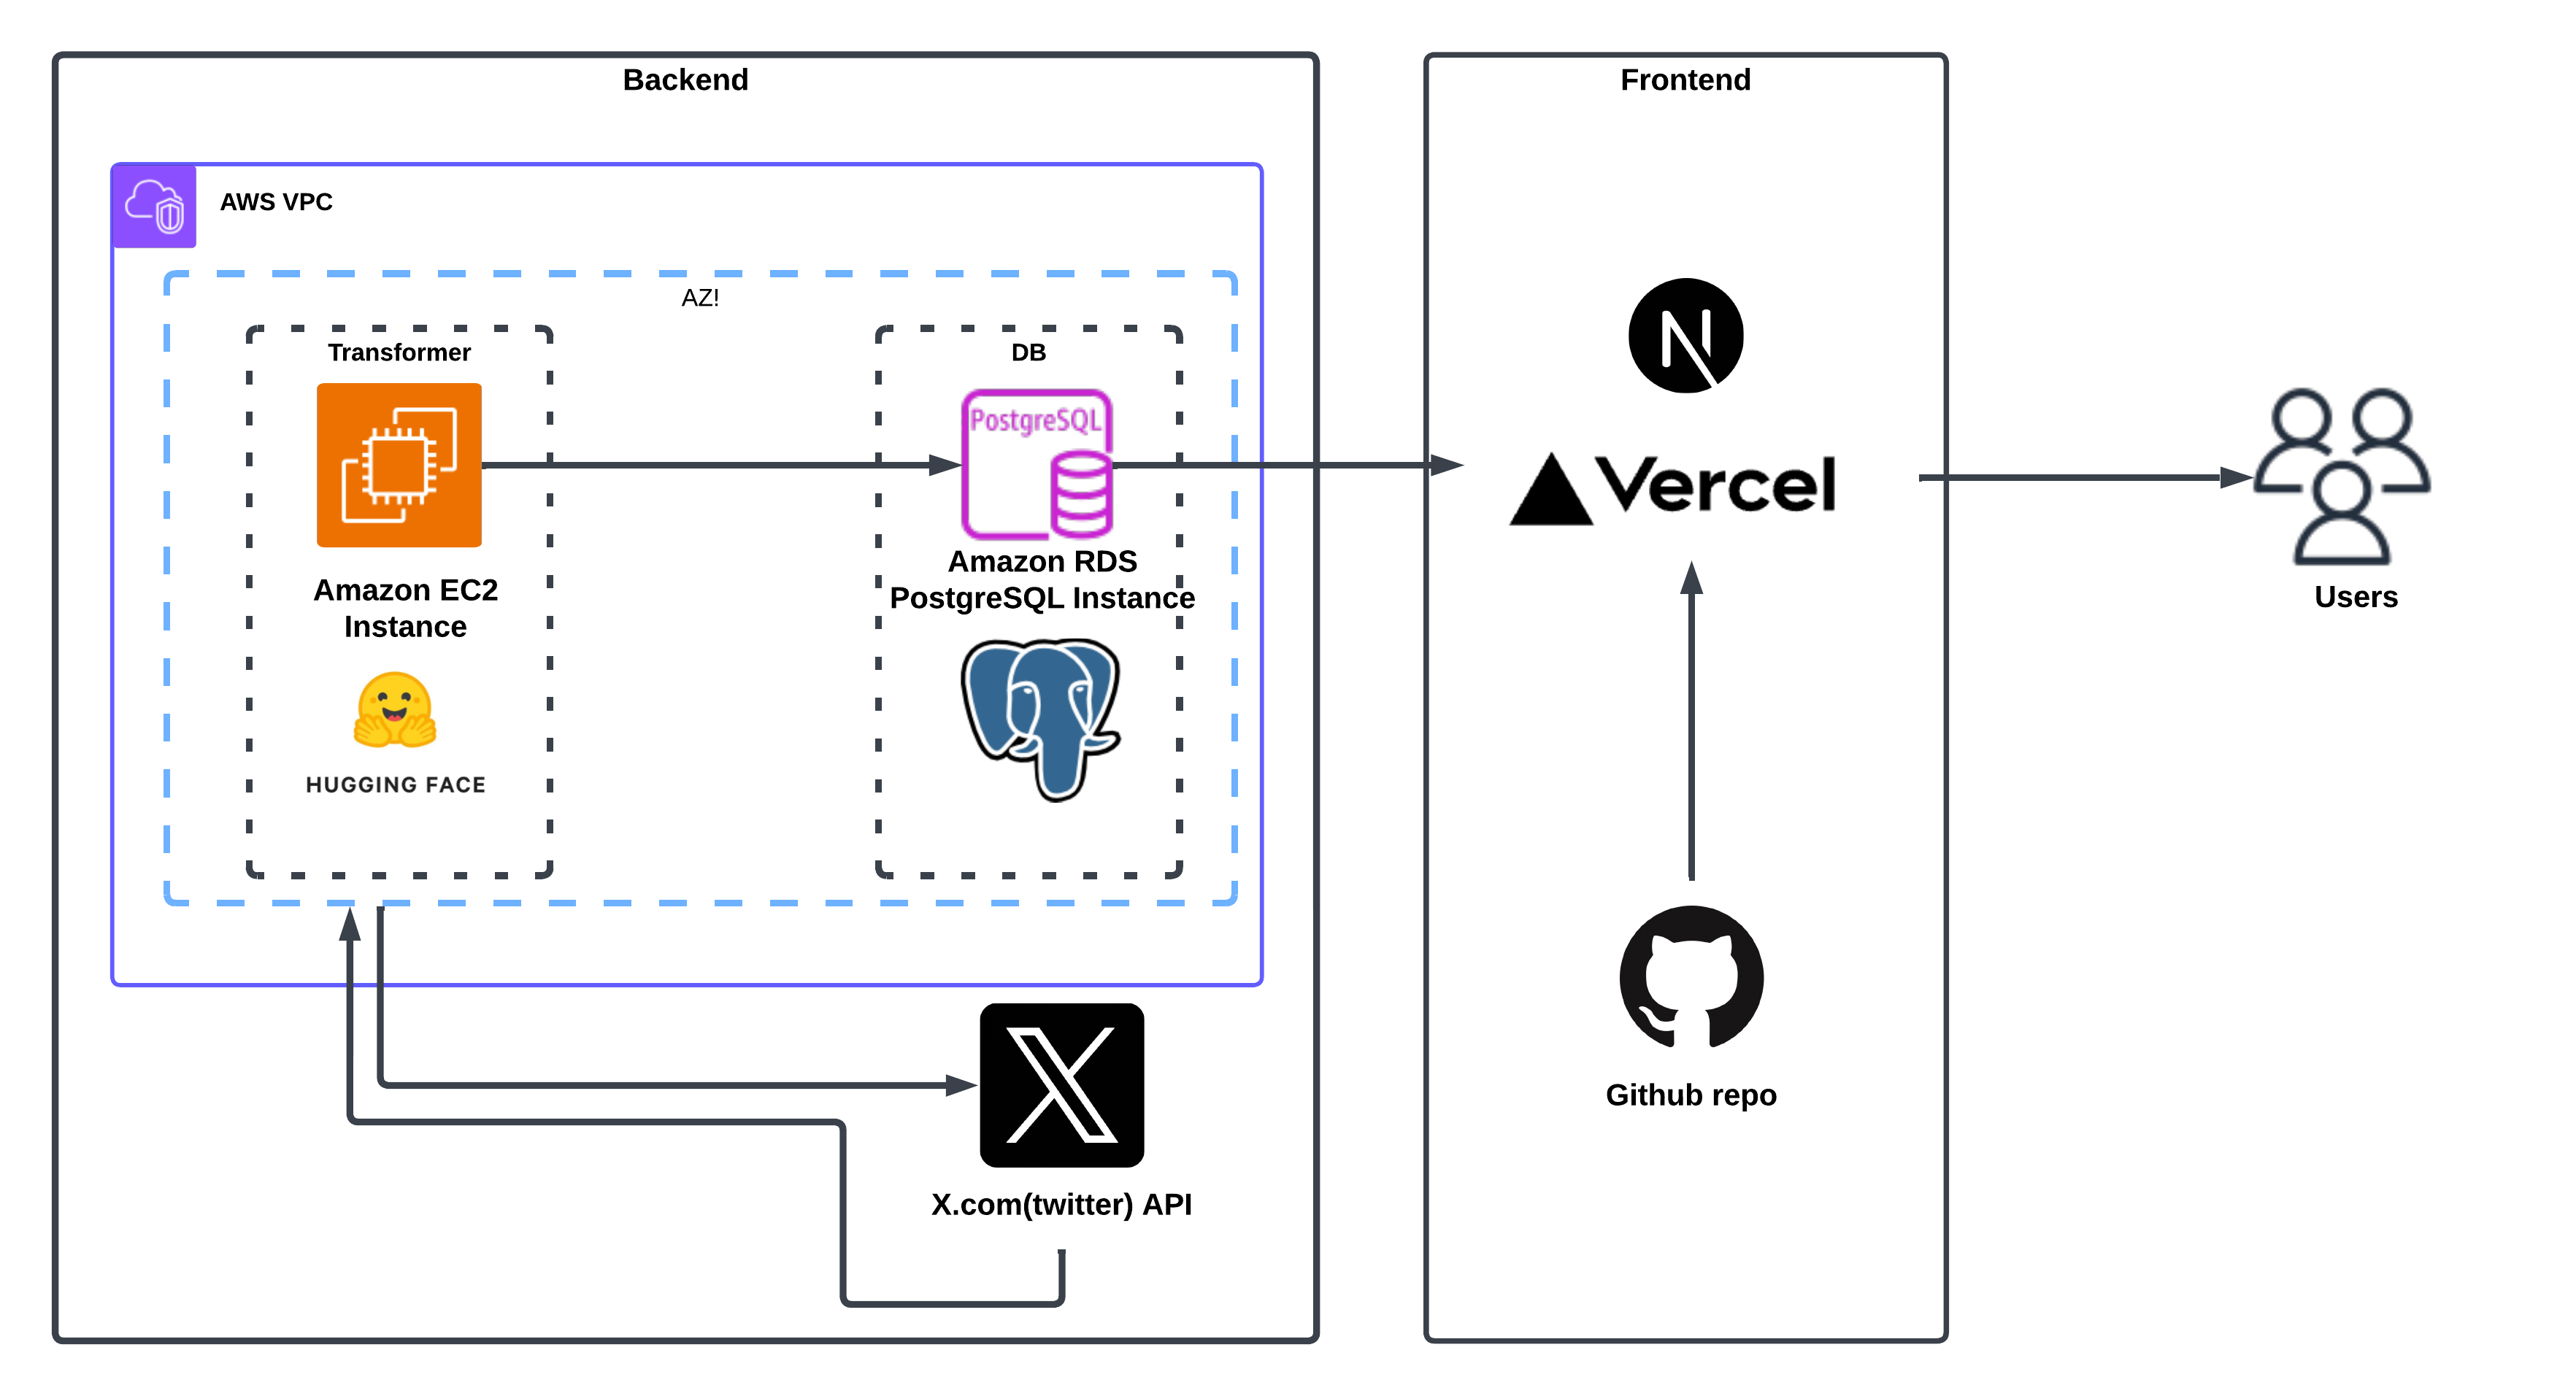 Backend
AWS VPC
AZ!
Transformer
Amazon EC2
Instance
HUGGING FACE
DB
PostgreSQL
Amazon RDS
PostgreSQL Instance
X.com(twitter) API
Frontend
Vercel
Github repo
Users